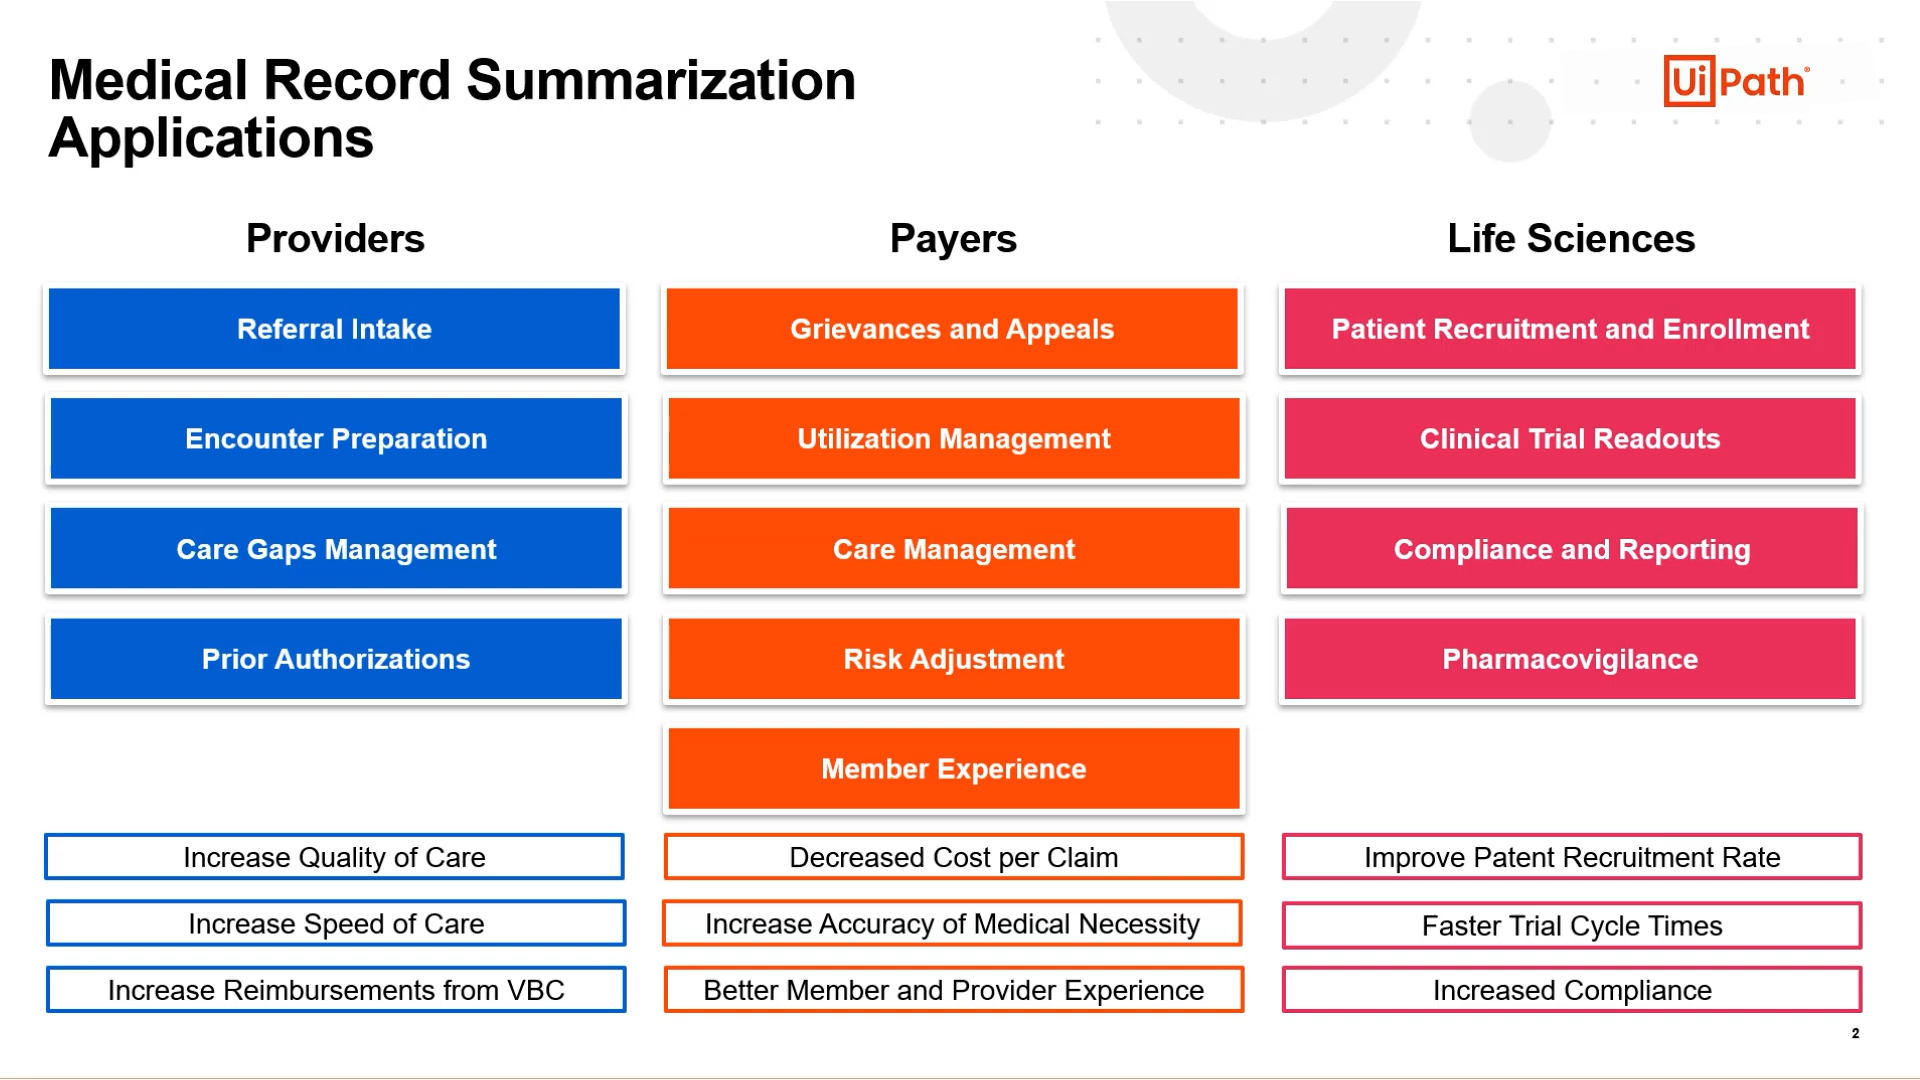 Medical Record Summarization
Applications
UiPath®
Providers
Referral Intake
Encounter Preparation
Care Gaps Management
Prior Authorizations
Increase Quality of Care
Increase Speed of Care
Increase Reimbursements from VBC
Payers
Grievances and Appeals
Utilization Management
Care Management
Risk Adjustment
Member Experience
Decreased Cost per Claim
Increase Accuracy of Medical Necessity
Better Member and Provider Experience
Life Sciences
Patient Recruitment and Enrollment
Clinical Trial Readouts
Compliance and Reporting
Pharmacovigilance
Improve Patent Recruitment Rate
Faster Trial Cycle Times
Increased Compliance
2